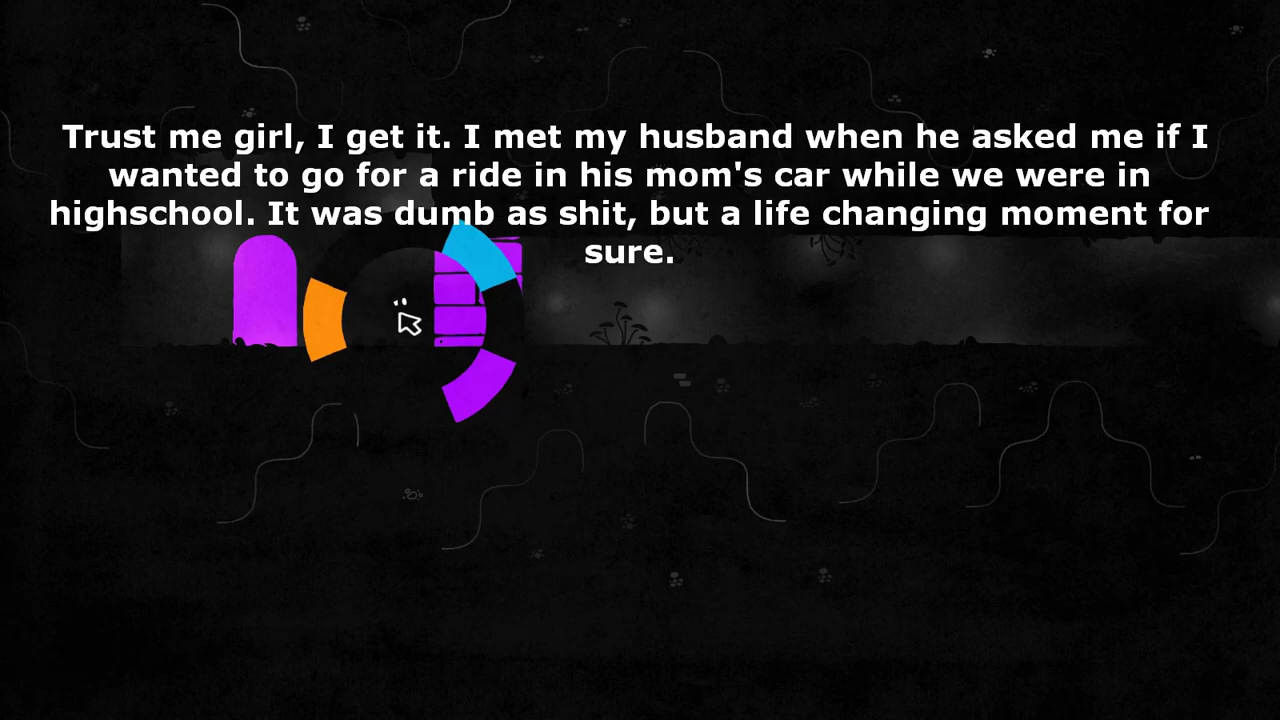 Trust me girl, I get it. I met my husband when he asked me if I
wanted to go for a ride in his mom's car while we were in
highschool. It was dumb as shit, but a life changing moment for
sure.